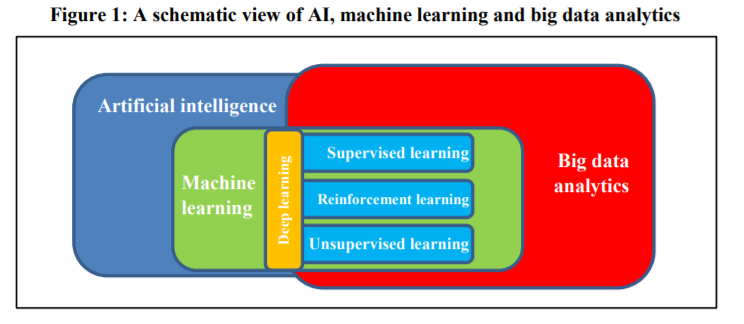 Figure 1: A schematic view of AI, machine learning and big data analytics
Artificial intelligence
Machine
learning
Deep learning
Supervised learning
Reinforcement learning
Unsupervised learning
Big data
analytics